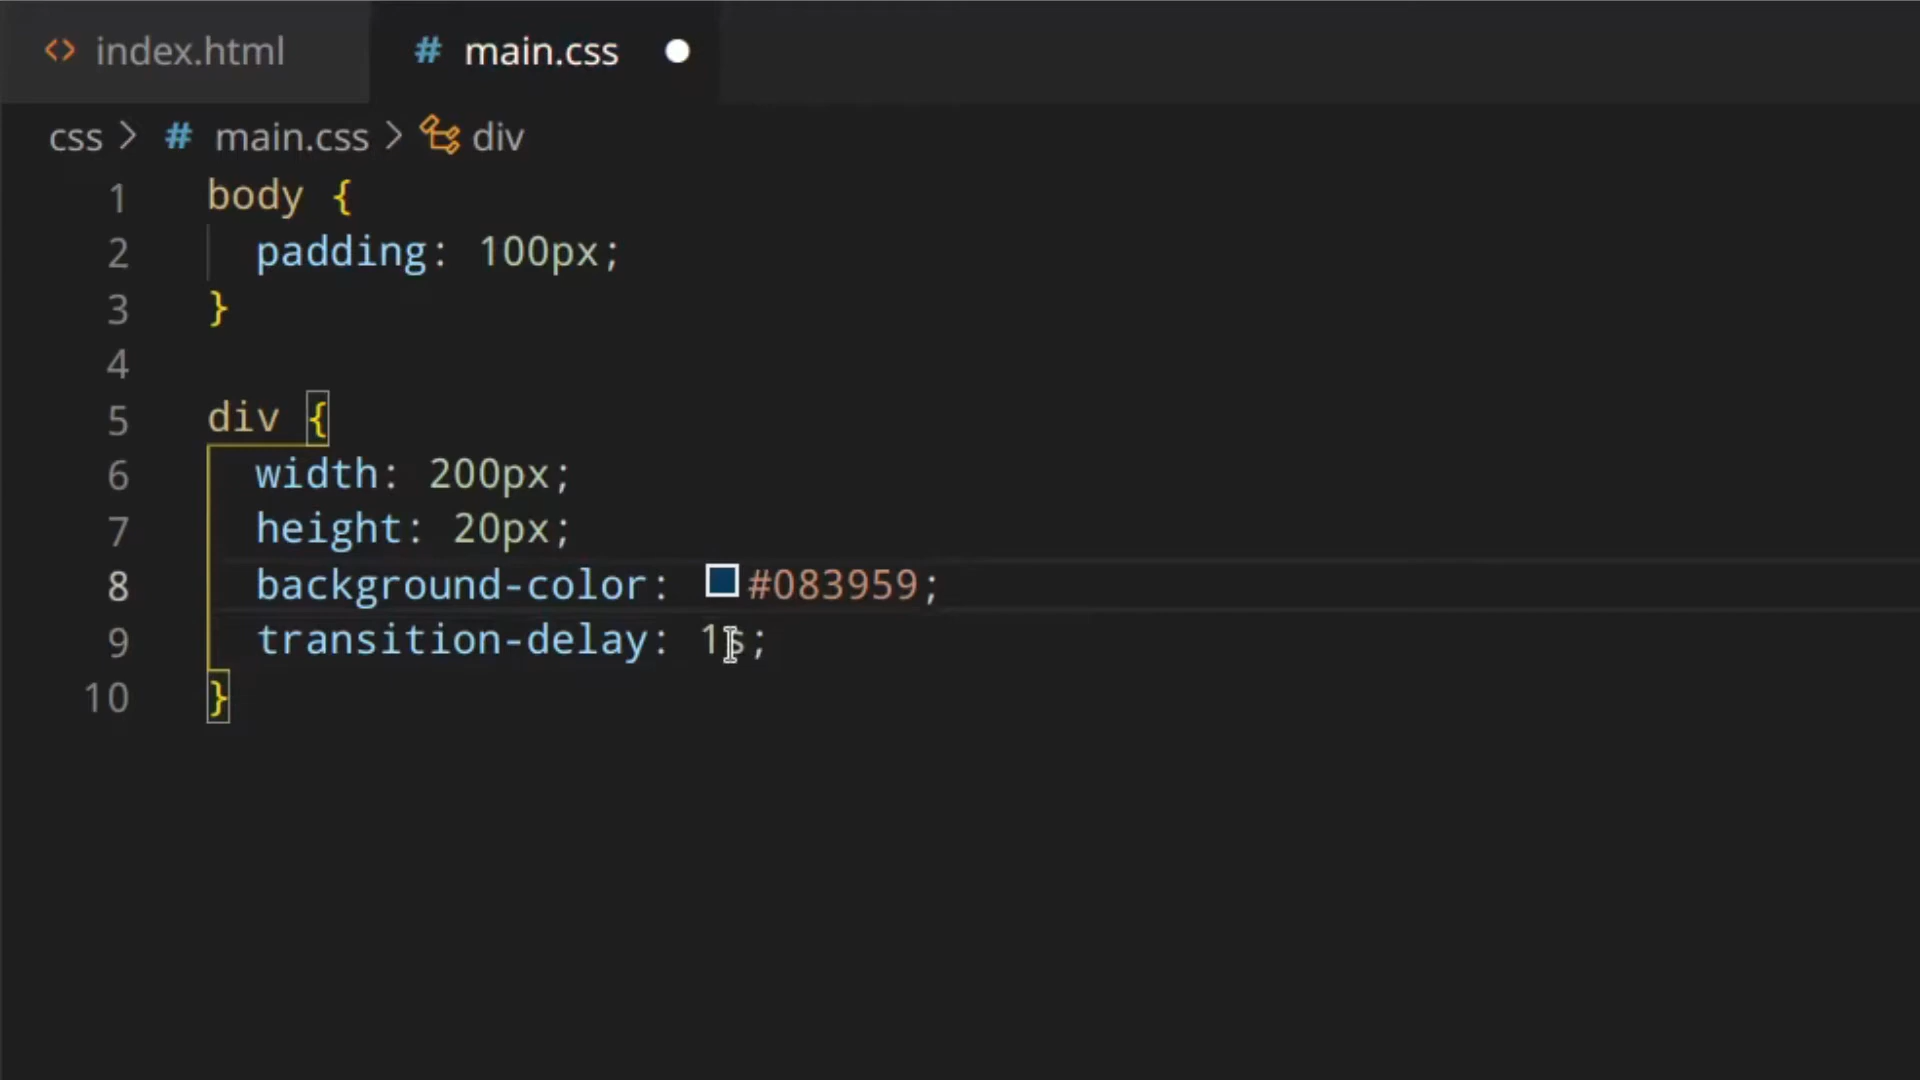 <> index.html # main.css
css > # main.css > div
1 body {
2 padding: 100px;
3 }
4
5 div {
6 width: 200px;
7 height: 20px;
8 background-color: #083959;
9 transition-delay: 1s;
10 }